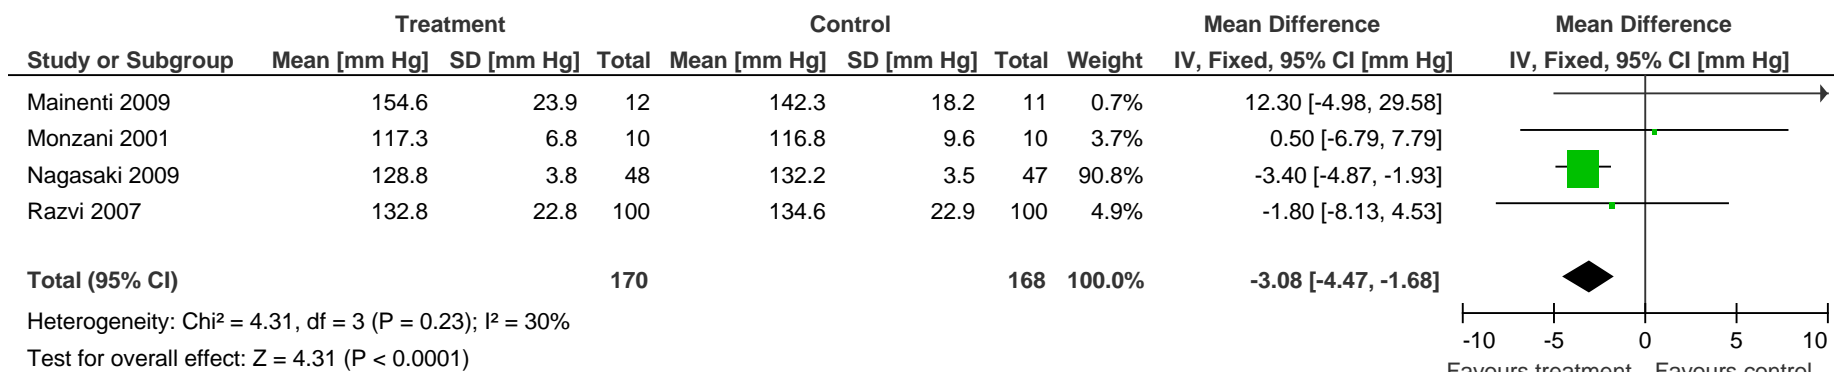 Treatment Control Mean Difference Mean Difference
Study or Subgroup Mean [mm Hg] SD [mm Hg] Total Mean [mm Hg] SD [mm Hg] Total Weight IV, Fixed, 95% CI [mm Hg] IV, Fixed, 95% CI [mm Hg]
Mainenti 2009 154.6 23.9 12 142.3 18.2 11 0.7% 12.30 [-4.98, 29.58]
Monzani 2001 117.3 6.8 10 116.8 9.6 10 3.7% 0.50 [-6.79, 7.79]
Nagasaki 2009 128.8 3.8 48 132.2 3.5 47 90.8% -3.40 [-4.87, -1.93]
Razvi 2007 132.8 22.8 100 134.6 22.9 100 4.9% -1.80 [-8.13, 4.53]
Total (95% CI) 170 168 100.0% -3.08 [-4.47, -1.68]
Heterogeneity: Chi² = 4.31, df = 3 (P = 0.23); I² = 30%
Test for overall effect: Z = 4.31 (P < 0.0001)
-10 -5 0 5 10
Favours treatment Favours control